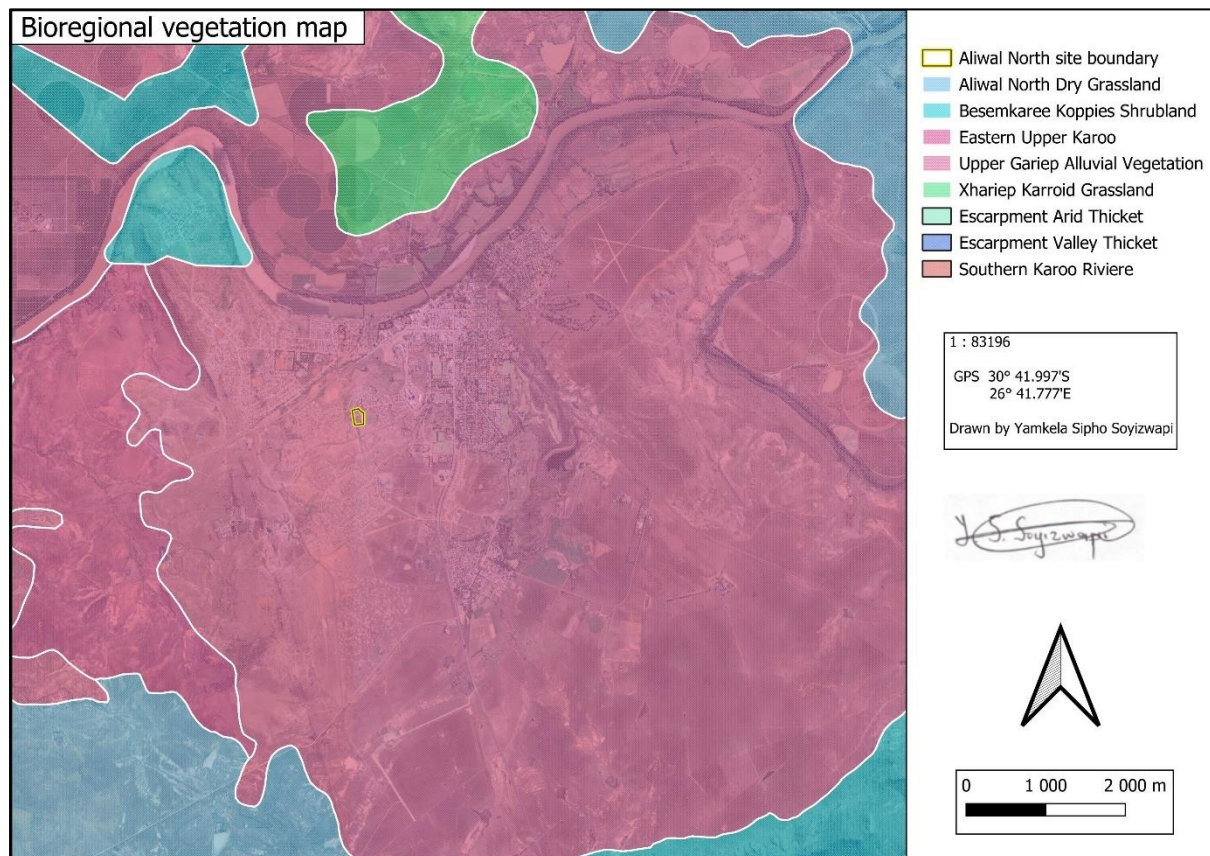 Bioregional vegetation map
Aliwal North site boundary
Aliwal North Dry Grassland
Besemkaree Koppies Shrubland
Eastern Upper Karoo
Upper Gariep Alluvial Vegetation
Xhariep Karroid Grassland
Escarpment Arid Thicket
Escarpment Valley Thicket
Southern Karoo Riviere
1 : 83196
GPS 30° 41.997'S
26° 41.777'E
Drawn by Yamkela Sipho Soyizwapi
Y S. Soyizwapi
0 1 000 2 000 m